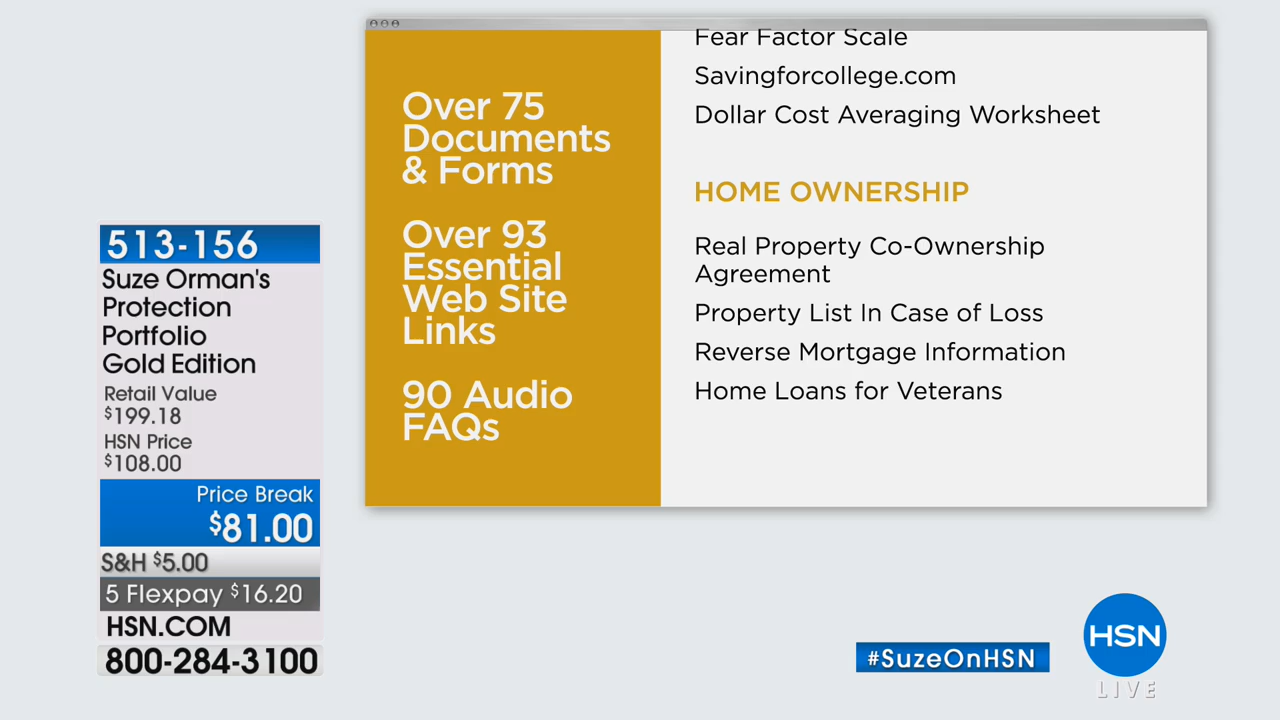 513-156
Suze Orman's
Protection
Portfolio
Gold Edition
Retail Value
$199.18
HSN Price
$108.00
Price Break
$81.00
S&H $5.00
5 Flexpay $16.20
HSN.COM
800-284-3100
Over 75
Documents
& Forms
Over 93
Essential
Web Site
Links
90 Audio
FAQs
Fear Factor Scale
Savingforcollege.com
Dollar Cost Averaging Worksheet
HOME OWNERSHIP
Real Property Co-Ownership
Agreement
Property List In Case of Loss
Reverse Mortgage Information
Home Loans for Veterans
#SuzeOnHSN
HSN
LIVE